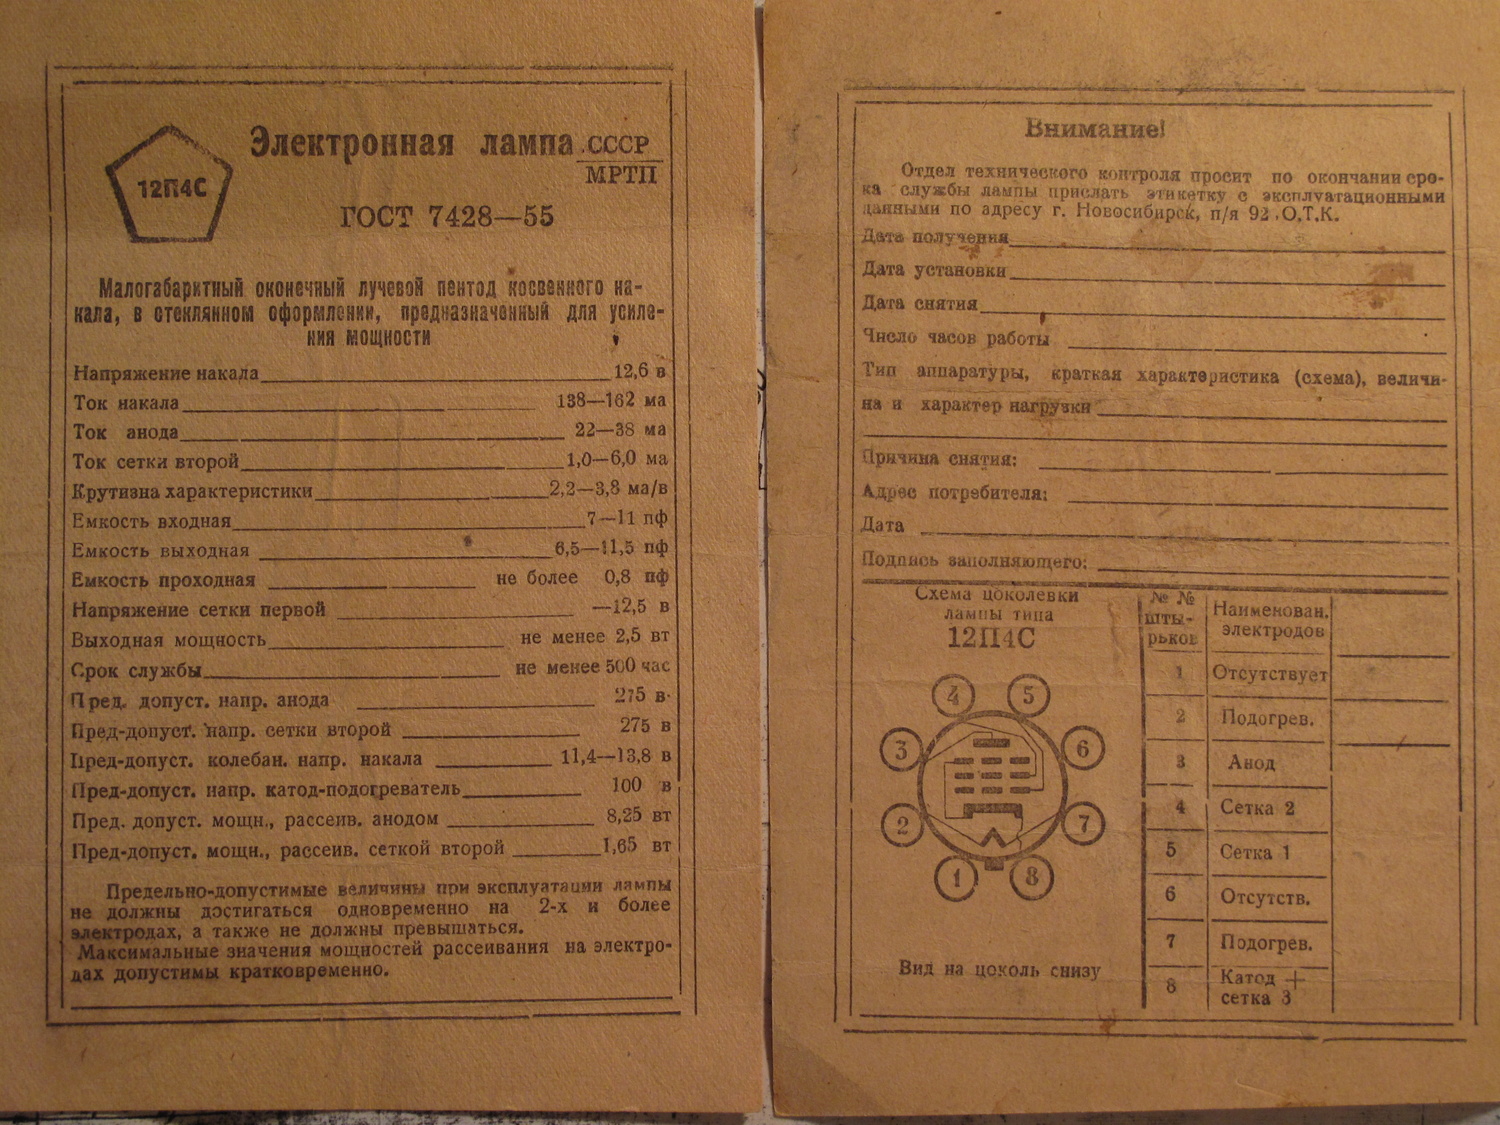 12П4С
Электронная лампа СССР
МРТП
ГОСТ 7428—55
Малогабаритный оконечный лучевой пентод косвенного на-
кала, в стеклянном оформлении, предназначенный для усиле-
ния мощности
Напряжение накала 12,6 в
Ток накала 138—162 ма
Ток анода 22—38 ма
Ток сетки второй 1,0—6,0 ма
Крутизна характеристики 2,2—3,8 ма/в
Емкость входная 7—11 пф
Емкость выходная 6,5—11,5 пф
Емкость проходная не более 0,8 пф
Напряжение сетки первой —12,5 в
Выходная мощность не менее 2,5 вт
Срок службы не менее 500 час
Пред. допуст. напр. анода 275 в
Пред-допуст. напр. сетки второй 275 в
Пред-допуст. колебан. напр. накала 11,4—13,8 в
Пред-допуст. напр. катод-подогреватель 100 в
Пред. допуст. мощн., рассеив. анодом 8,25 вт
Пред-допуст. мощн., рассеив. сеткой второй 1,65 вт
Предельно-допустимые величины при эксплуатации лампы
не должны достигаться одновременно на 2-х и более
электродах, а также не должны превышаться.
Максимальные значения мощностей рассеивания на электро-
дах допустимы кратковременно.
Внимание!
Отдел технического контроля просит по окончании сро-
ка службы лампы прислать этикетку с эксплуатационными
данными по адресу г. Новосибирск, п/я 92 О.Т.К.
Дата получения
Дата установки
Дата снятия
Число часов работы
Тип аппаратуры, краткая характеристика (схема), величи-
на и характер нагрузки
Причина снятия:
Адрес потребителя:
Дата
Подпись заполняющего:
Схема цоколевки
лампы типа
12П4С
4 5
3 6
2 7
1 8
Вид на цоколь снизу
№ № Наименован.
шты- электродов
рьков
1 Отсутствует
2 Подогрев.
3 Анод
4 Сетка 2
5 Сетка 1
6 Отсутств.
7 Подогрев.
8 Катод +
сетка 3